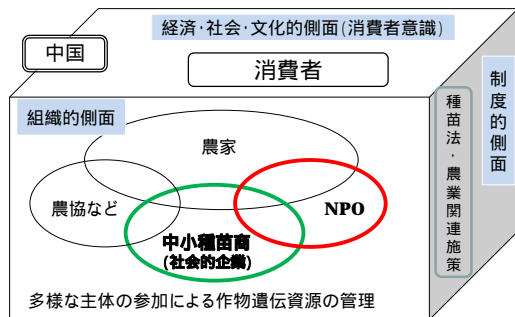 経済･社会･文化的側面(消費者意識)
中国
消費者
制度的側面
種苗法･農業関連施策
組織的側面
農家
農協など
NPO
中小種苗商
(社会的企業)
多様な主体の参加による作物遺伝資源の管理